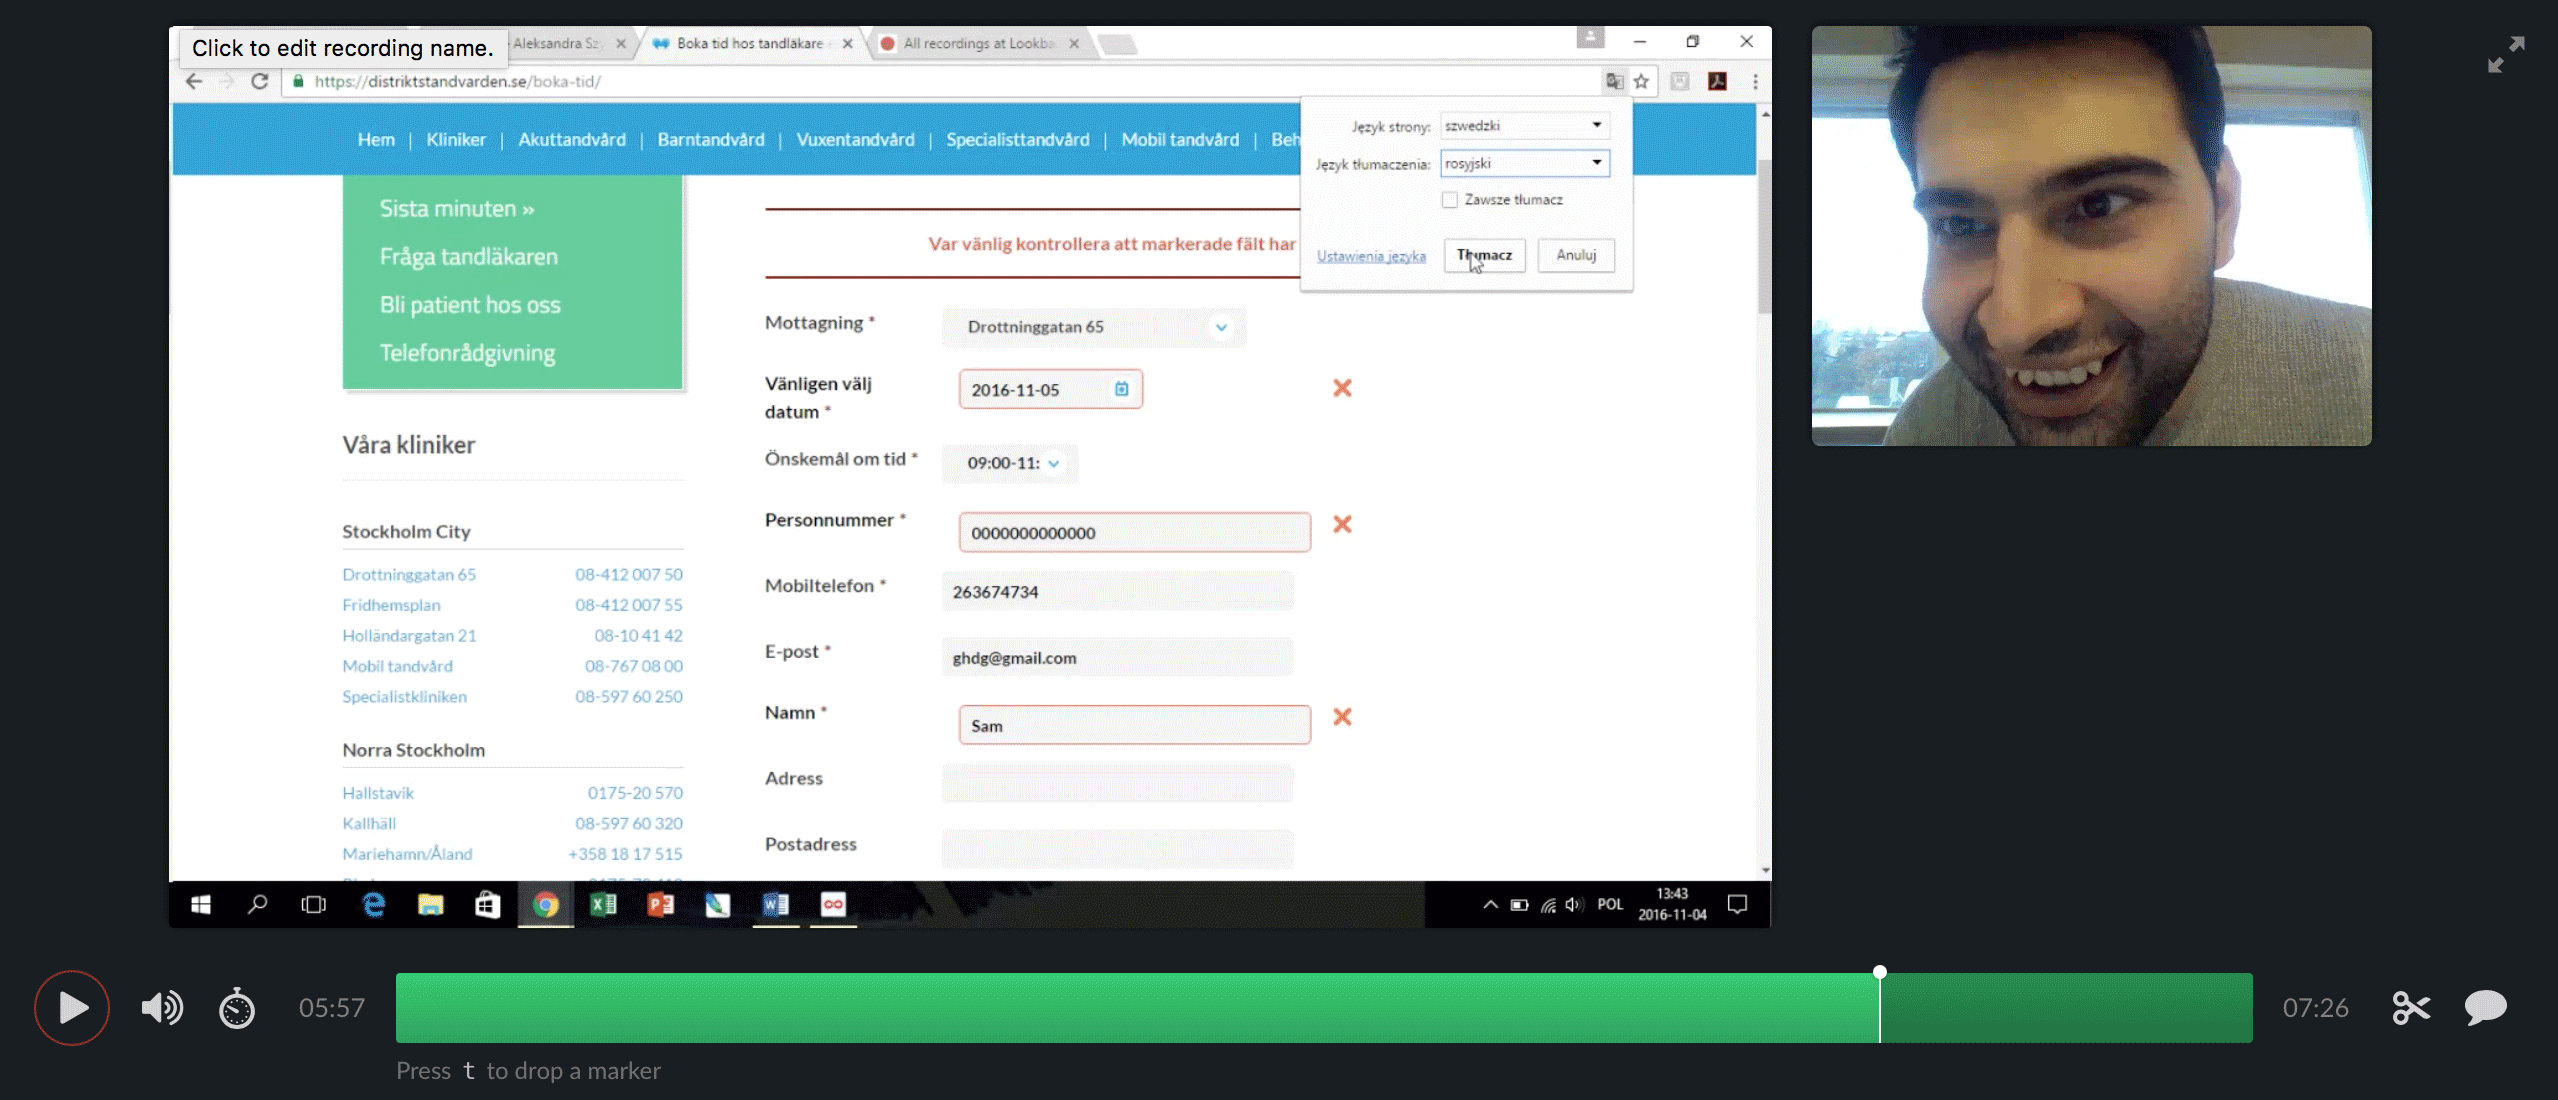 Click to edit recording name.
Aleksandra Sz
Boka tid hos tandläkare
All recordings at Lookba
https://distriktstandvarden.se/boka-tid/
Hem | Kliniker | Akuttandvård | Barntandvård | Vuxentandvård | Specialisttandvård | Mobil tandvård | Beh
Język strony: szwedzki
Język tłumaczenia: rosyjski
Zawsze tłumacz
Ustawienia języka
Tłumacz
Anuluj
Sista minuten »
Fråga tandläkaren
Bli patient hos oss
Telefonrådgivning
Våra kliniker
Stockholm City
Drottninggatan 65 08-412 007 50
Fridhemsplan 08-412 007 55
Holländargatan 21 08-10 41 42
Mobil tandvård 08-767 08 00
Specialistkliniken 08-597 60 250
Norra Stockholm
Hallstavik 0175-20 570
Kallhäll 08-597 60 320
Mariehamn/Åland +358 18 17 515
Var vänlig kontrollera att markerade fält har
Mottagning * Drottninggatan 65
Vänligen välj
datum * 2016-11-05
Önskemål om tid * 09:00-11:
Personnummer * 0000000000000
Mobiltelefon * 263674734
E-post * ghdg@gmail.com
Namn * Sam
Adress
Postadress
POL
13:43
2016-11-04
05:57
07:26
Press t to drop a marker